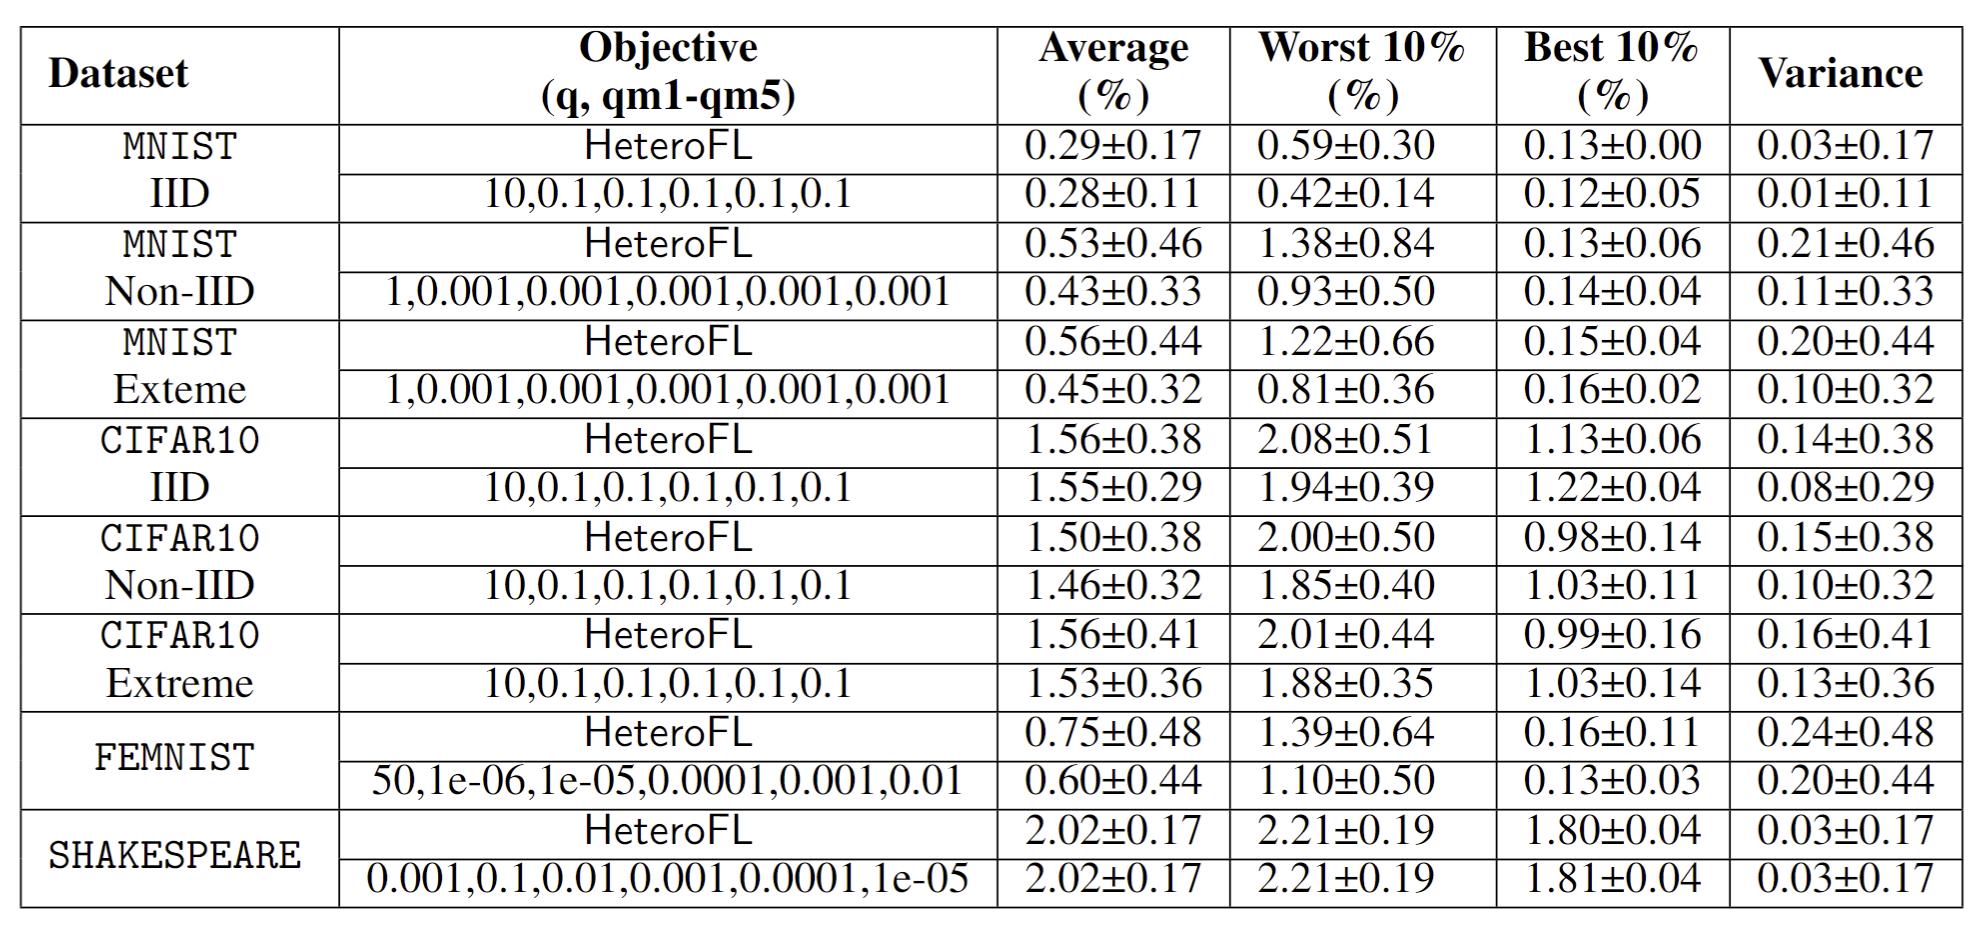 Dataset Objective (q, qm1-qm5) Average (%) Worst 10% (%) Best 10% (%) Variance
MNIST HeteroFL 0.29±0.17 0.59±0.30 0.13±0.00 0.03±0.17
IID 10,0.1,0.1,0.1,0.1,0.1 0.28±0.11 0.42±0.14 0.12±0.05 0.01±0.11
MNIST HeteroFL 0.53±0.46 1.38±0.84 0.13±0.06 0.21±0.46
Non-IID 1,0.001,0.001,0.001,0.001,0.001 0.43±0.33 0.93±0.50 0.14±0.04 0.11±0.33
MNIST HeteroFL 0.56±0.44 1.22±0.66 0.15±0.04 0.20±0.44
Exteme 1,0.001,0.001,0.001,0.001,0.001 0.45±0.32 0.81±0.36 0.16±0.02 0.10±0.32
CIFAR10 HeteroFL 1.56±0.38 2.08±0.51 1.13±0.06 0.14±0.38
IID 10,0.1,0.1,0.1,0.1,0.1 1.55±0.29 1.94±0.39 1.22±0.04 0.08±0.29
CIFAR10 HeteroFL 1.50±0.38 2.00±0.50 0.98±0.14 0.15±0.38
Non-IID 10,0.1,0.1,0.1,0.1,0.1 1.46±0.32 1.85±0.40 1.03±0.11 0.10±0.32
CIFAR10 HeteroFL 1.56±0.41 2.01±0.44 0.99±0.16 0.16±0.41
Extreme 10,0.1,0.1,0.1,0.1,0.1 1.53±0.36 1.88±0.35 1.03±0.14 0.13±0.36
FEMNIST HeteroFL 0.75±0.48 1.39±0.64 0.16±0.11 0.24±0.48
50,1e-06,1e-05,0.0001,0.001,0.01 0.60±0.44 1.10±0.50 0.13±0.03 0.20±0.44
SHAKESPEARE HeteroFL 2.02±0.17 2.21±0.19 1.80±0.04 0.03±0.17
0.001,0.1,0.01,0.001,0.0001,1e-05 2.02±0.17 2.21±0.19 1.81±0.04 0.03±0.17